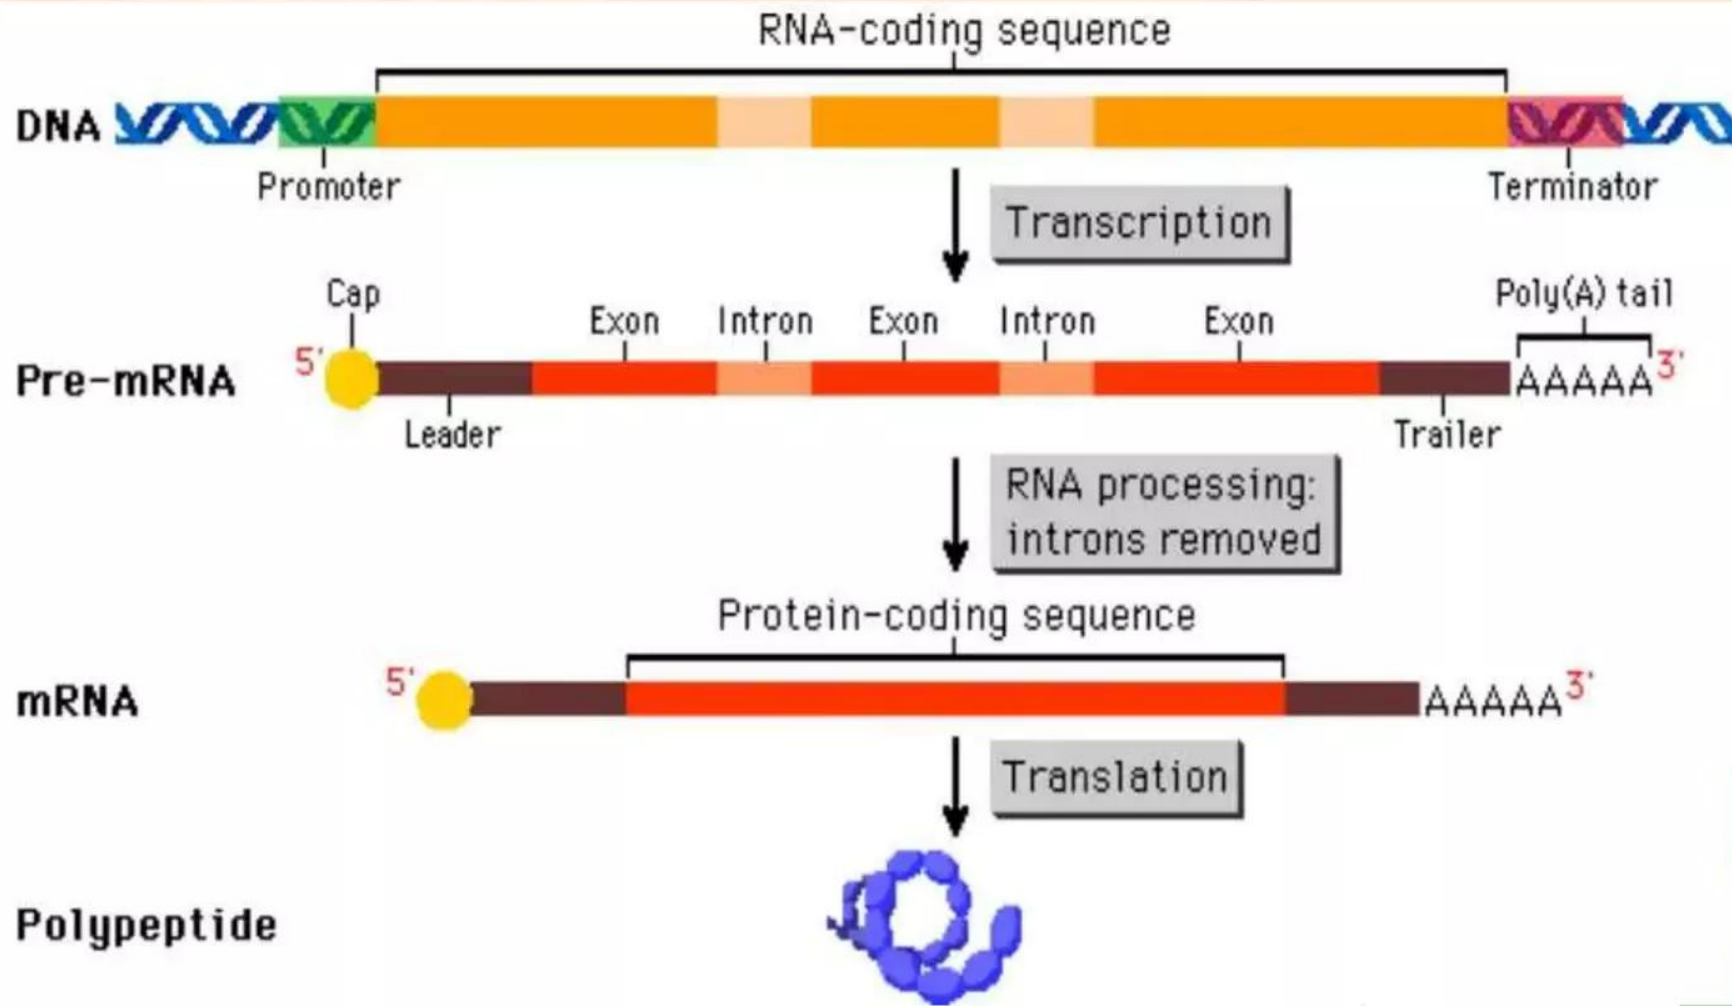 RNA-coding sequence
DNA
Promoter
Terminator
Transcription
Cap
Poly(A) tail
Exon Intron Exon Intron Exon
5'
3'
Pre-mRNA
AAAAA
Leader
Trailer
RNA processing:
introns removed
Protein-coding sequence
5'
3'
mRNA
AAAAA
Translation
Polypeptide